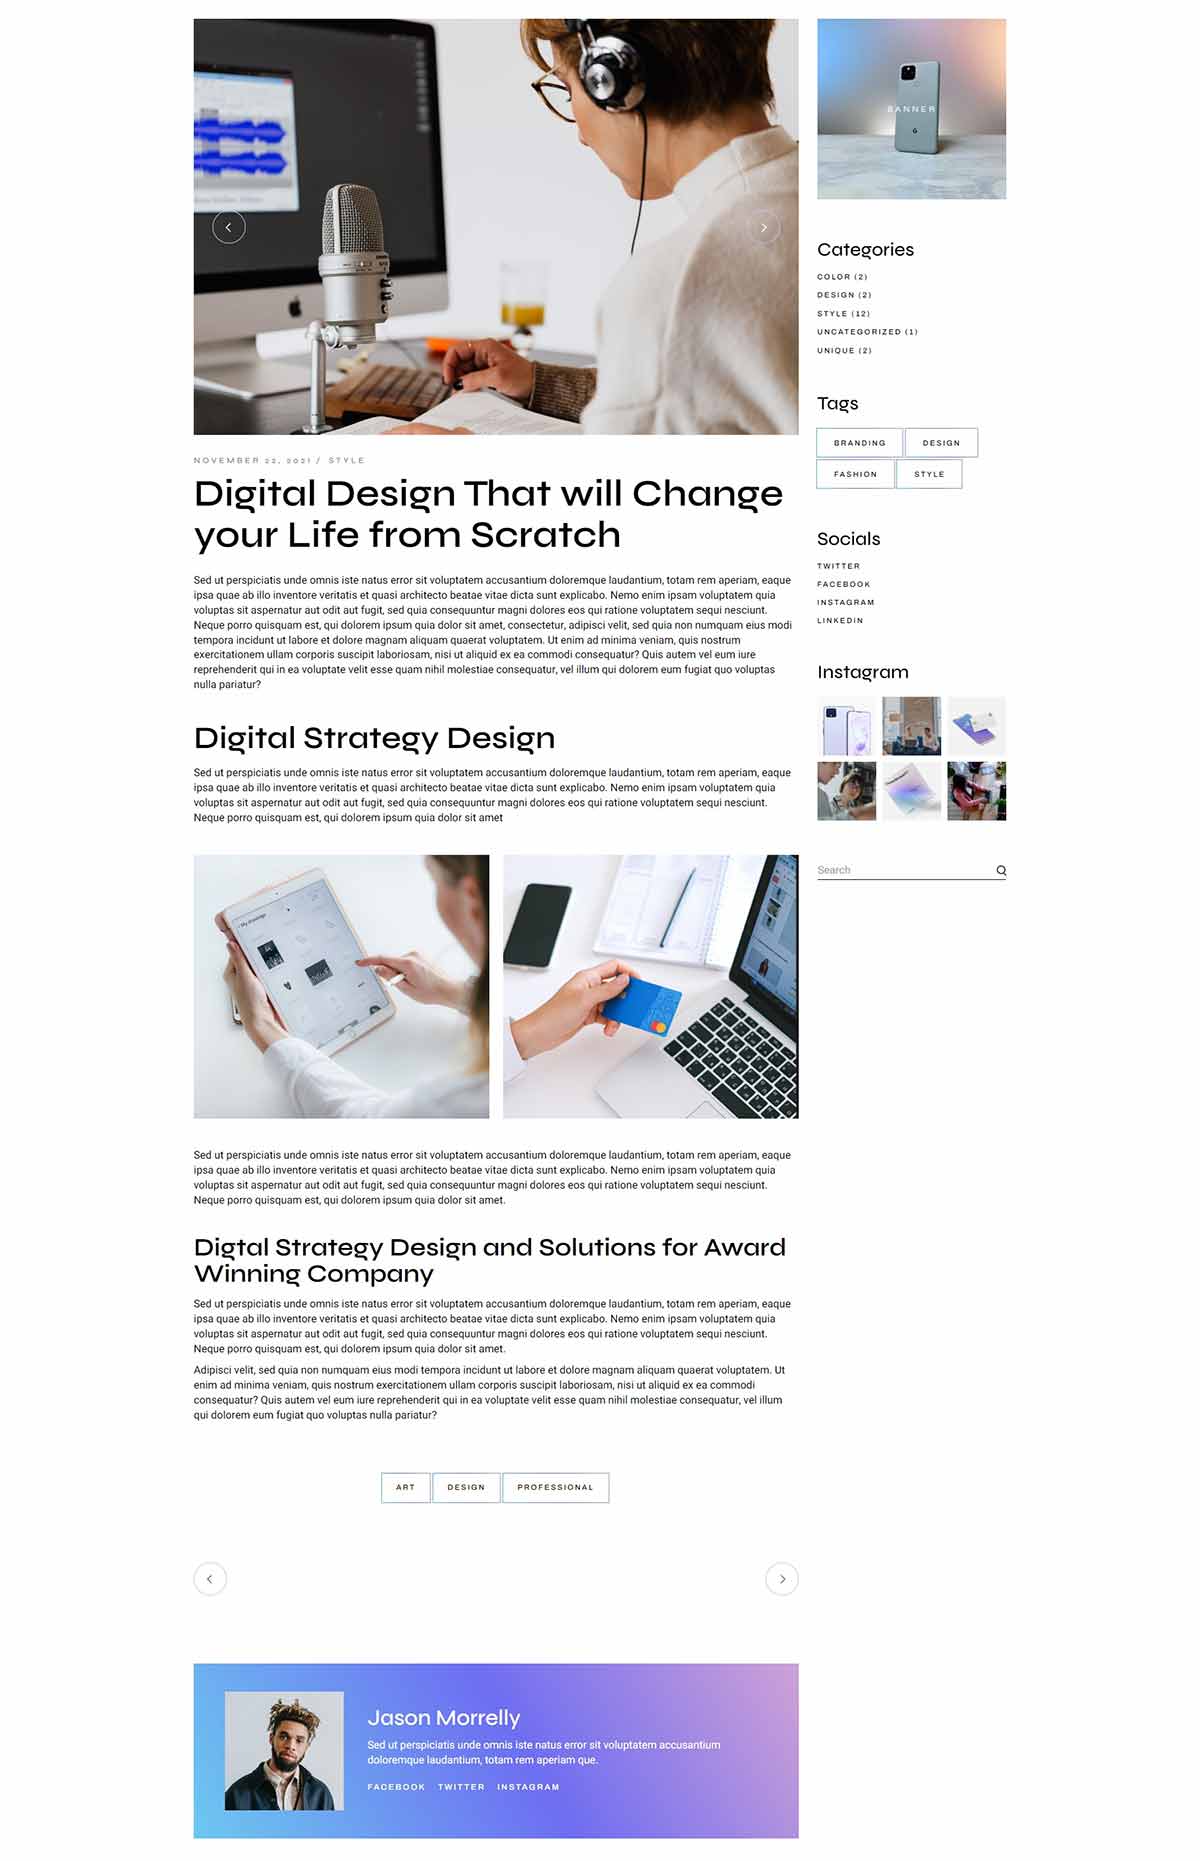 BANNER
G
NOVEMBER 22, 2021 / STYLE
Digital Design That will Change
your Life from Scratch
Sed ut perspiciatis unde omnis iste natus error sit voluptatem accusantium doloremque laudantium, totam rem aperiam, eaque
ipsa quae ab illo inventore veritatis et quasi architecto beatae vitae dicta sunt explicabo. Nemo enim ipsam voluptatem quia
voluptas sit aspernatur aut odit aut fugit, sed quia consequuntur magni dolores eos qui ratione voluptatem sequi nesciunt.
Neque porro quisquam est, qui dolorem ipsum quia dolor sit amet, consectetur, adipisci velit, sed quia non numquam eius modi
tempora incidunt ut labore et dolore magnam aliquam quaerat voluptatem. Ut enim ad minima veniam, quis nostrum
exercitationem ullam corporis suscipit laboriosam, nisi ut aliquid ex ea commodi consequatur? Quis autem vel eum iure
reprehenderit qui in ea voluptate velit esse quam nihil molestiae consequatur, vel illum qui dolorem eum fugiat quo voluptas
nulla pariatur?
Digital Strategy Design
Sed ut perspiciatis unde omnis iste natus error sit voluptatem accusantium doloremque laudantium, totam rem aperiam, eaque
ipsa quae ab illo inventore veritatis et quasi architecto beatae vitae dicta sunt explicabo. Nemo enim ipsam voluptatem quia
voluptas sit aspernatur aut odit aut fugit, sed quia consequuntur magni dolores eos qui ratione voluptatem sequi nesciunt.
Neque porro quisquam est, qui dolorem ipsum quia dolor sit amet
My drawings
Sed ut perspiciatis unde omnis iste natus error sit voluptatem accusantium doloremque laudantium, totam rem aperiam, eaque
ipsa quae ab illo inventore veritatis et quasi architecto beatae vitae dicta sunt explicabo. Nemo enim ipsam voluptatem quia
voluptas sit aspernatur aut odit aut fugit, sed quia consequuntur magni dolores eos qui ratione voluptatem sequi nesciunt.
Neque porro quisquam est, qui dolorem ipsum quia dolor sit amet.
Digtal Strategy Design and Solutions for Award
Winning Company
Sed ut perspiciatis unde omnis iste natus error sit voluptatem accusantium doloremque laudantium, totam rem aperiam, eaque
ipsa quae ab illo inventore veritatis et quasi architecto beatae vitae dicta sunt explicabo. Nemo enim ipsam voluptatem quia
voluptas sit aspernatur aut odit aut fugit, sed quia consequuntur magni dolores eos qui ratione voluptatem sequi nesciunt.
Neque porro quisquam est, qui dolorem ipsum quia dolor sit amet.
Adipisci velit, sed quia non numquam eius modi tempora incidunt ut labore et dolore magnam aliquam quaerat voluptatem. Ut
enim ad minima veniam, quis nostrum exercitationem ullam corporis suscipit laboriosam, nisi ut aliquid ex ea commodi
consequatur? Quis autem vel eum iure reprehenderit qui in ea voluptate velit esse quam nihil molestiae consequatur, vel illum
qui dolorem eum fugiat quo voluptas nulla pariatur?
ART DESIGN PROFESSIONAL
Jason Morrelly
Sed ut perspiciatis unde omnis iste natus error sit voluptatem accusantium
doloremque laudantium, totam rem aperiam que.
FACEBOOK TWITTER INSTAGRAM
Categories
COLOR (2)
DESIGN (2)
STYLE (12)
UNCATEGORIZED (1)
UNIQUE (2)
Tags
BRANDING DESIGN
FASHION STYLE
Socials
TWITTER
FACEBOOK
INSTAGRAM
LINKEDIN
Instagram
Search